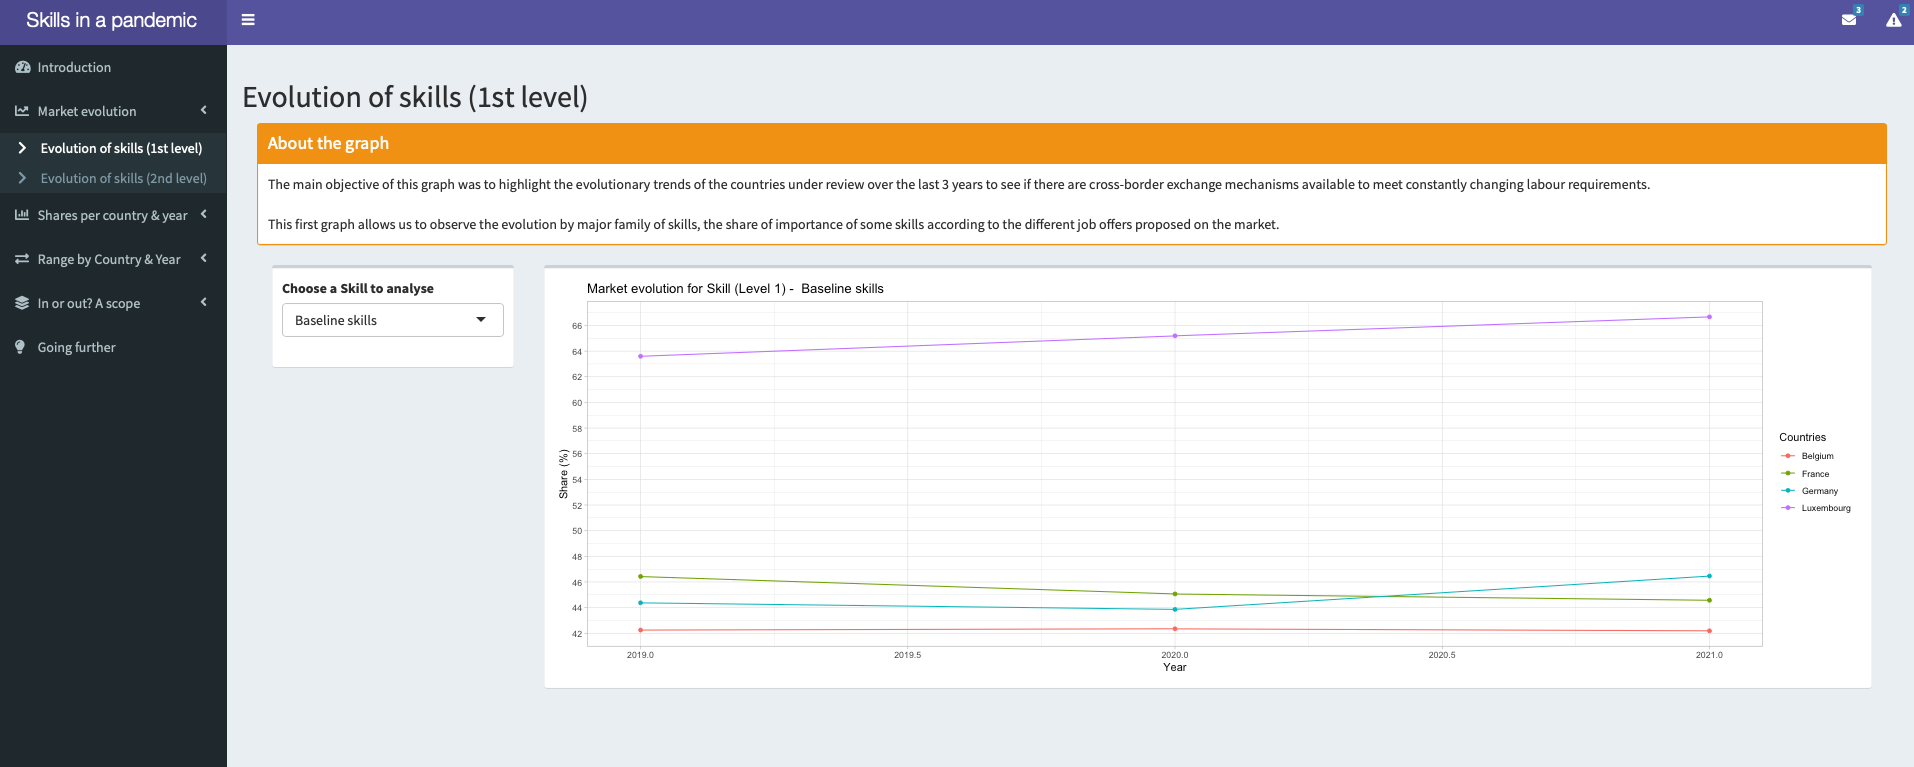 Skills in a pandemic
3
2
Introduction
Market evolution
Evolution of skills (1st level)
Evolution of skills (2nd level)
Shares per country & year
Range by Country & Year
In or out? A scope
Going further
Evolution of skills (1st level)
About the graph
The main objective of this graph was to highlight the evolutionary trends of the countries under review over the last 3 years to see if there are cross-border exchange mechanisms available to meet constantly changing labour requirements.
This first graph allows us to observe the evolution by major family of skills, the share of importance of some skills according to the different job offers proposed on the market.
Choose a Skill to analyse
Baseline skills
Market evolution for Skill (Level 1) -  Baseline skills
66
64
62
60
58
56
54
52
50
48
46
44
42
Share (%)
2019.0
2019.5
2020.0
2020.5
2021.0
Year
Countries
Belgium
France
Germany
Luxembourg